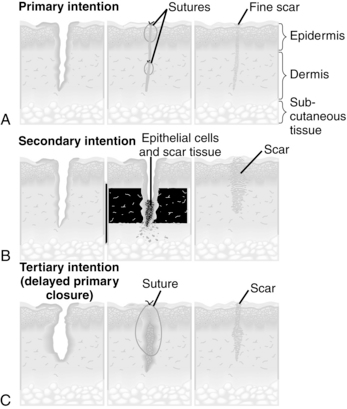 Primary intention
Sutures
Fine scar
Epidermis
Dermis
Sub-
cutaneous
tissue
A
Secondary intention
Epithelial cells
and scar tissue
Scar
B
Tertiary intention
(delayed primary
closure)
Suture
Scar
C